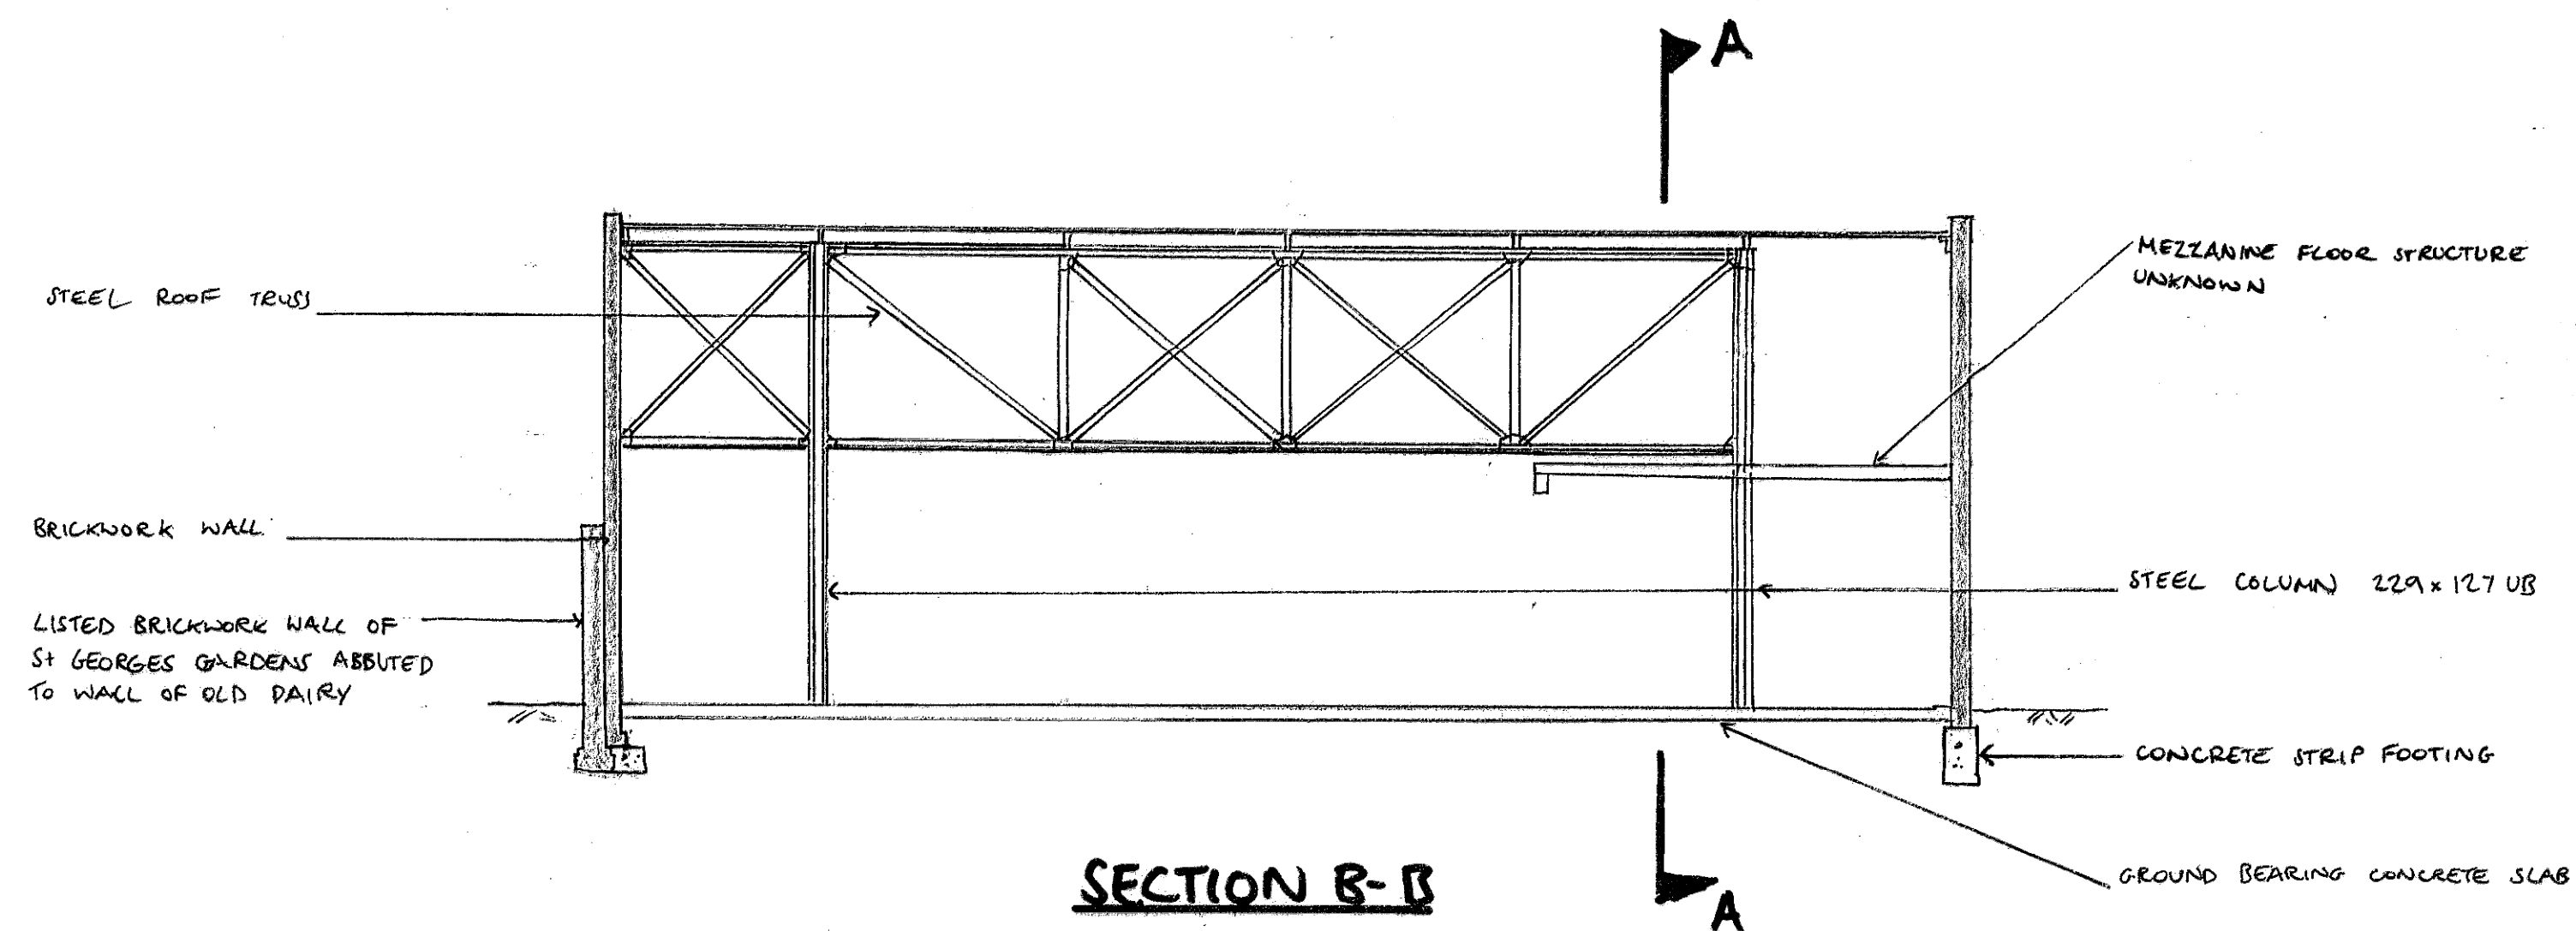 A
STEEL ROOF TRUSS
BRICKWORK WALL
LISTED BRICKWORK WALL OF
St GEORGES GARDENS ABBUTED
TO WALL OF OLD DAIRY
MEZZANINE FLOOR STRUCTURE
UNKNOWN
STEEL COLUMN 229 x 127 UB
CONCRETE STRIP FOOTING
GROUND BEARING CONCRETE SLAB
SECTION B-B
A